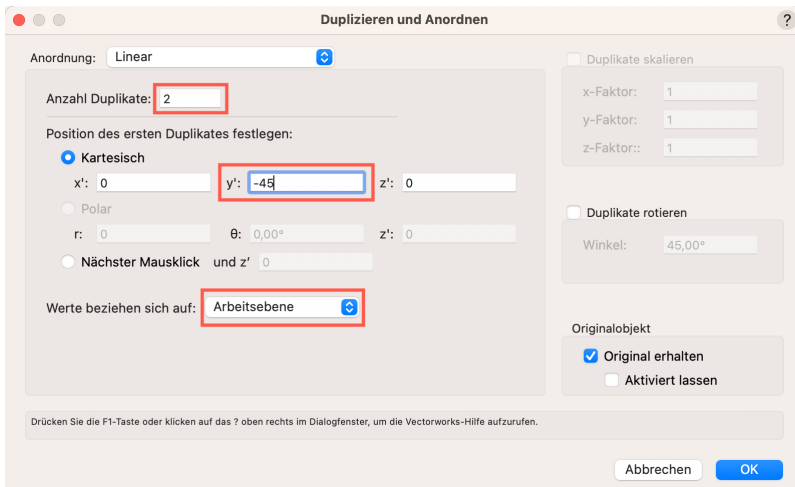 Duplizieren und Anordnen
?
Anordnung: Linear
Anzahl Duplikate: 2
Position des ersten Duplikates festlegen:
Kartesisch
x': 0 y': -45 z': 0
Polar
r: 0 θ: 0,00° z': 0
Nächster Mausklick und z' 0
Werte beziehen sich auf: Arbeitsebene
Duplikate skalieren
x-Faktor: 1
y-Faktor: 1
z-Faktor:: 1
Duplikate rotieren
Winkel: 45,00°
Originalobjekt
Original erhalten
Aktiviert lassen
Drücken Sie die F1-Taste oder klicken auf das ? oben rechts im Dialogfenster, um die Vectorworks-Hilfe aufzurufen.
Abbrechen OK